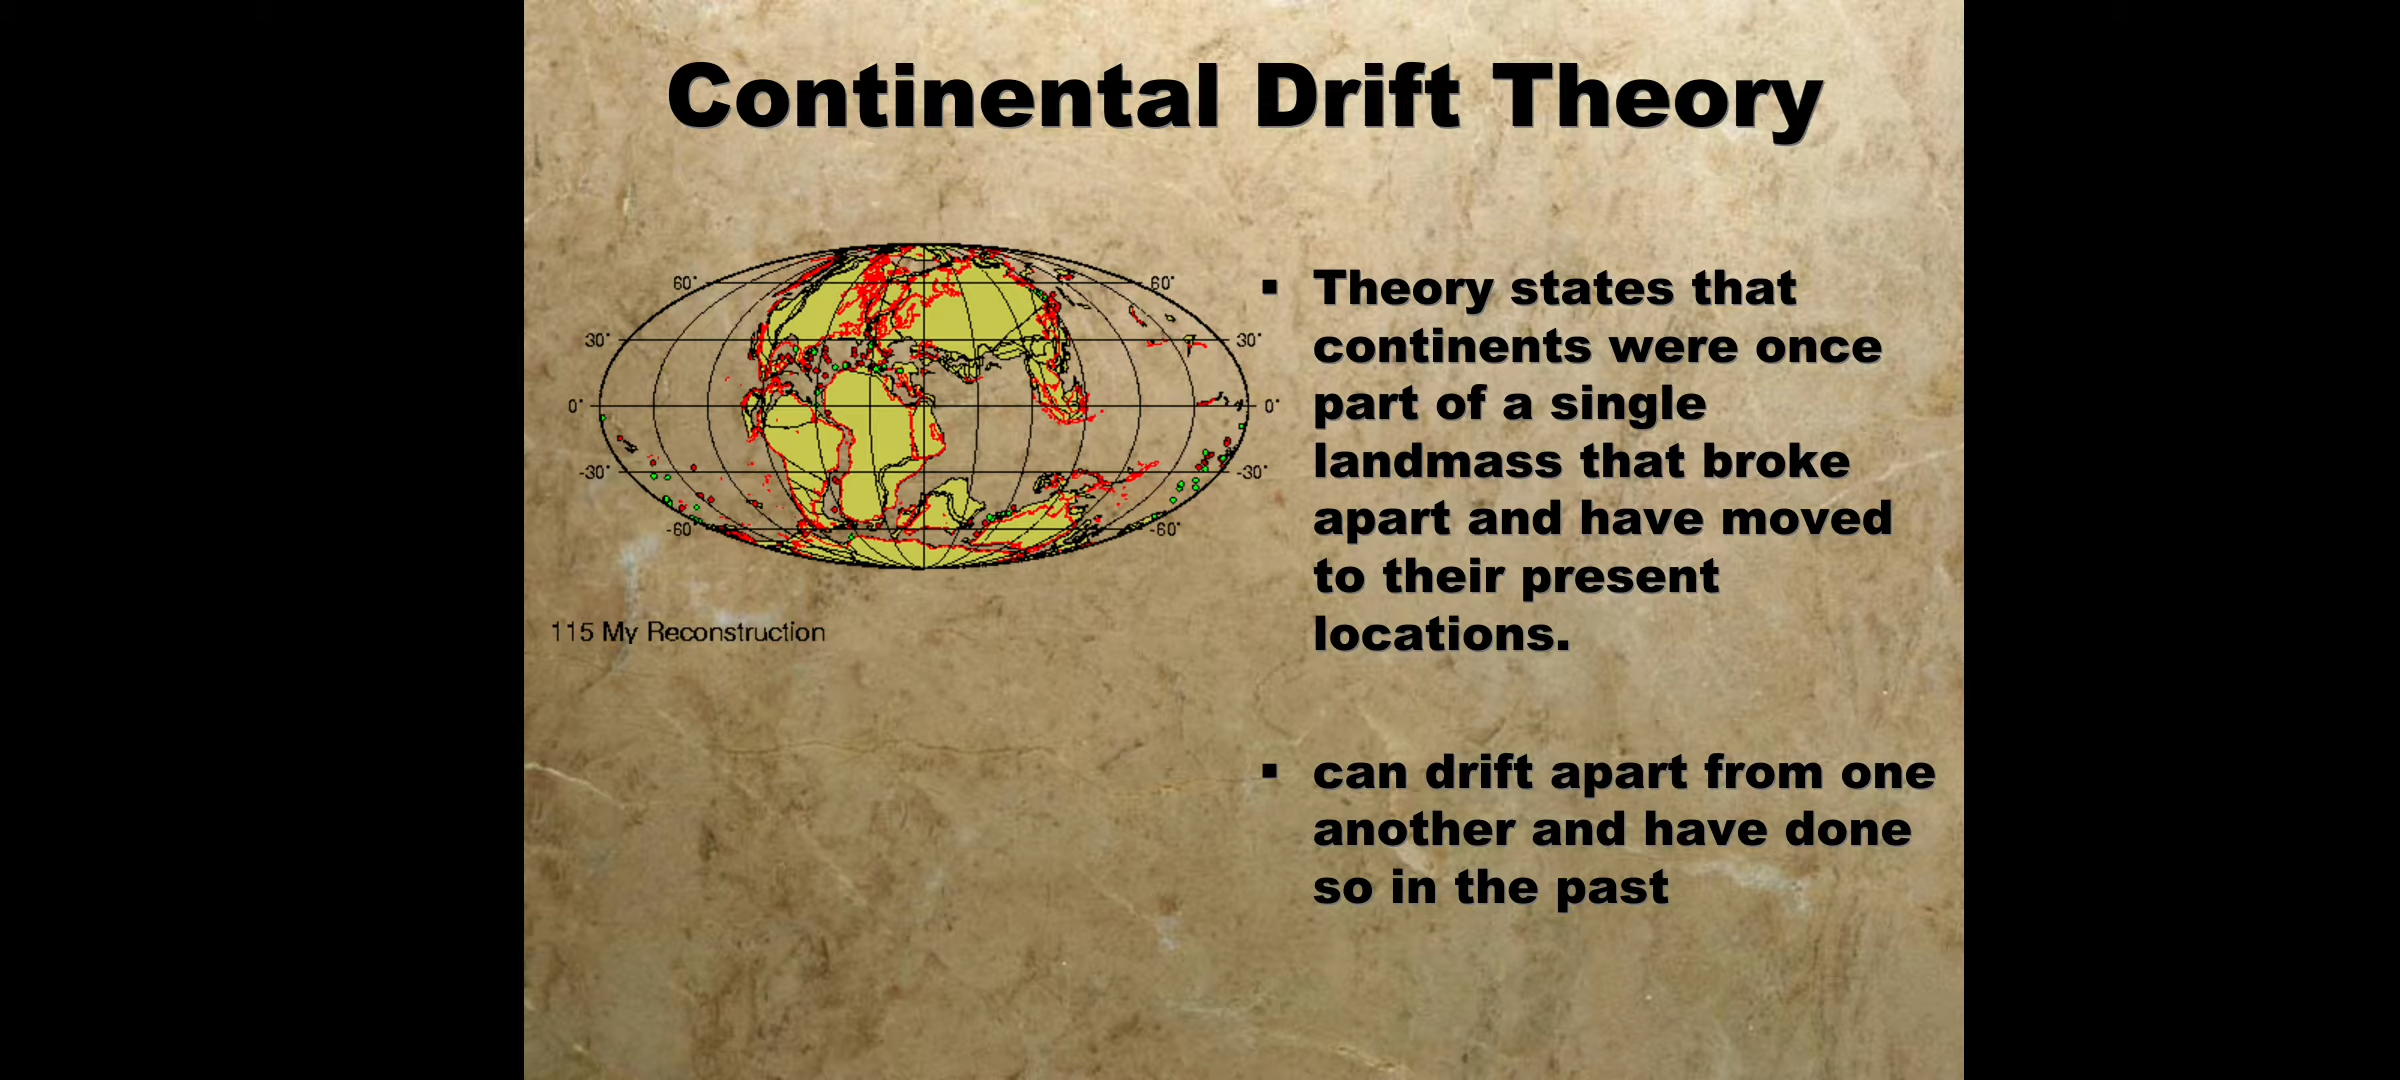 Continental Drift Theory
60°
60°
30°
30°
0°
0°
-30°
-30°
-60°
-60°
115 My Reconstruction
▪ Theory states that
continents were once
part of a single
landmass that broke
apart and have moved
to their present
locations.
▪ can drift apart from one
another and have done
so in the past